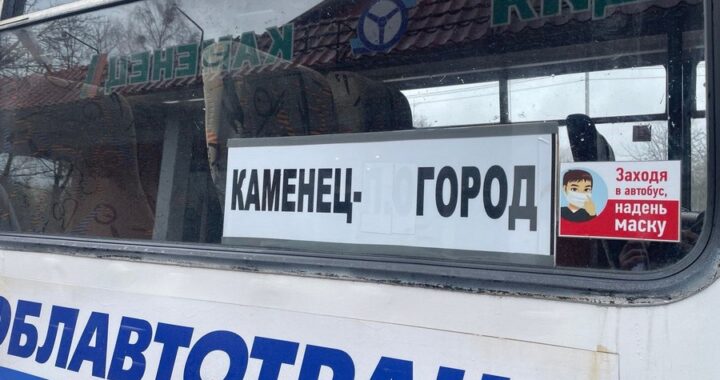 КАМЕНЕЦ-
ГОРОД
Заходя
в автобус,
надень
маску
ОБЛАВТОТРАН